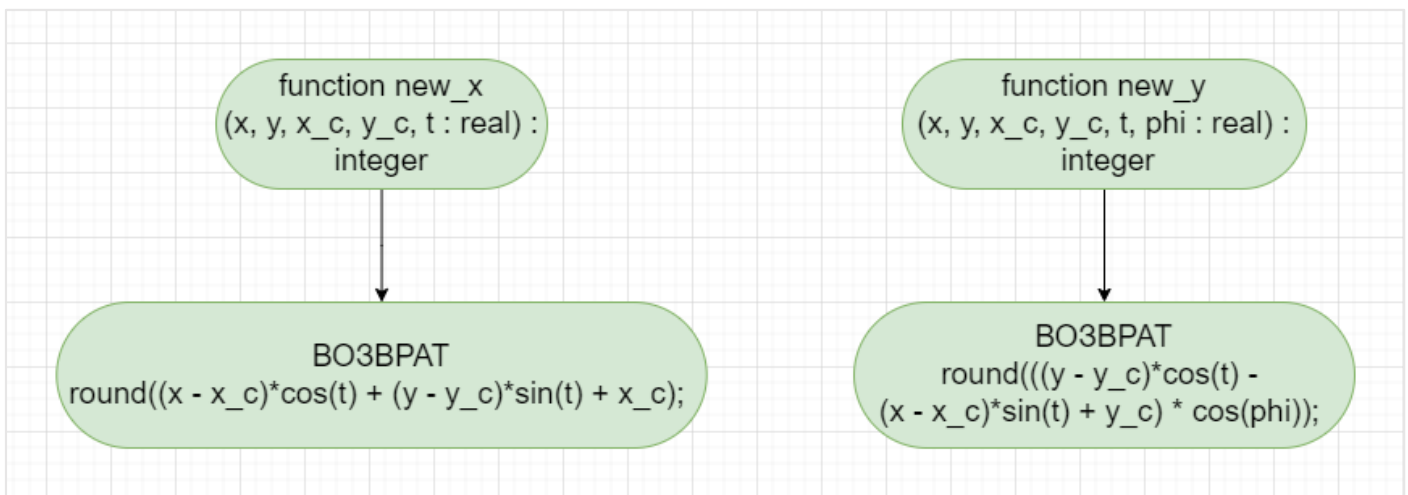 function new_x
(x, y, x_c, y_c, t : real) :
integer
function new_y
(x, y, x_c, y_c, t, phi : real) :
integer
ВОЗВРАТ
round((x - x_c)*cos(t) + (y - y_c)*sin(t) + x_c);
ВОЗВРАТ
round(((y - y_c)*cos(t) -
(x - x_c)*sin(t) + y_c) * cos(phi));